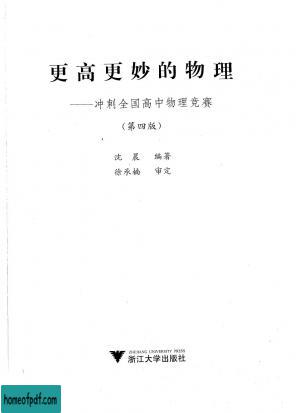 更高更妙的物理
——冲刺全国高中物理竞赛
(第四版)
沈 晨 编著
徐承楠 审定
ZHEJIANG UNIVERSITY PRESS
浙江大学出版社
homeofpdf.com
homeofpdf.com